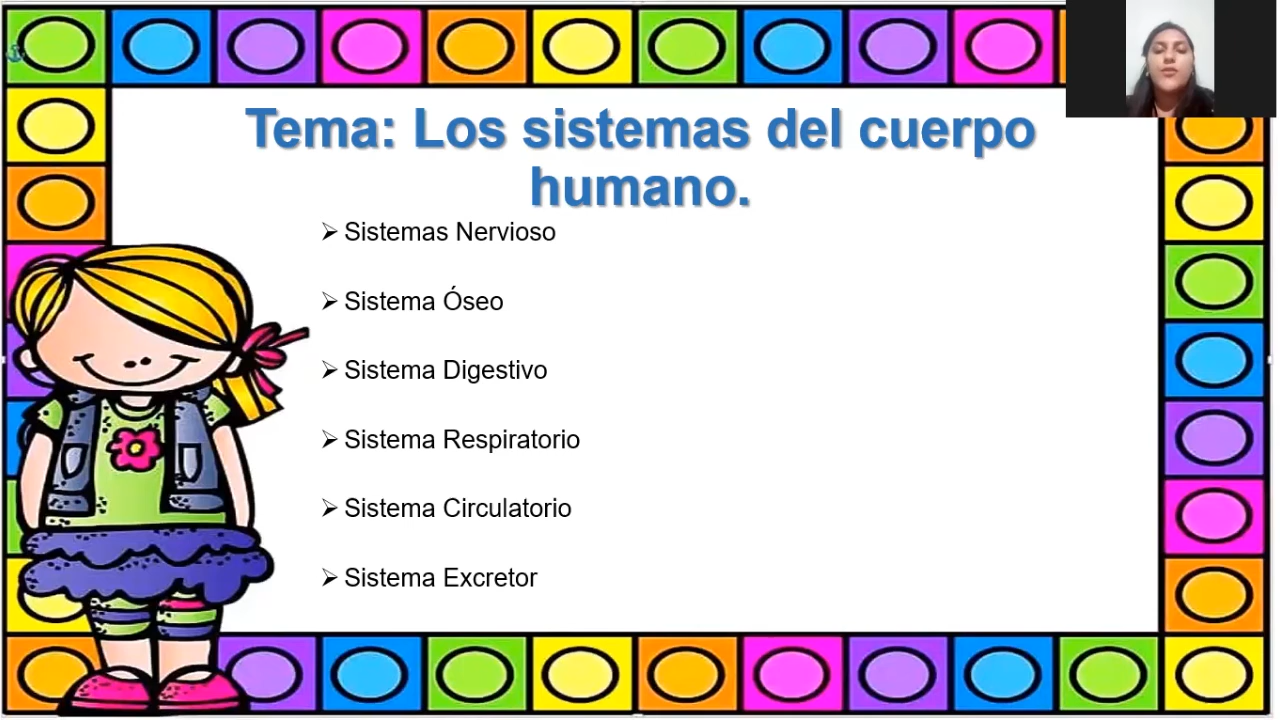 Tema: Los sistemas del cuerpo
humano.
➢ Sistemas Nervioso
➢ Sistema Óseo
➢ Sistema Digestivo
➢ Sistema Respiratorio
➢ Sistema Circulatorio
➢ Sistema Excretor